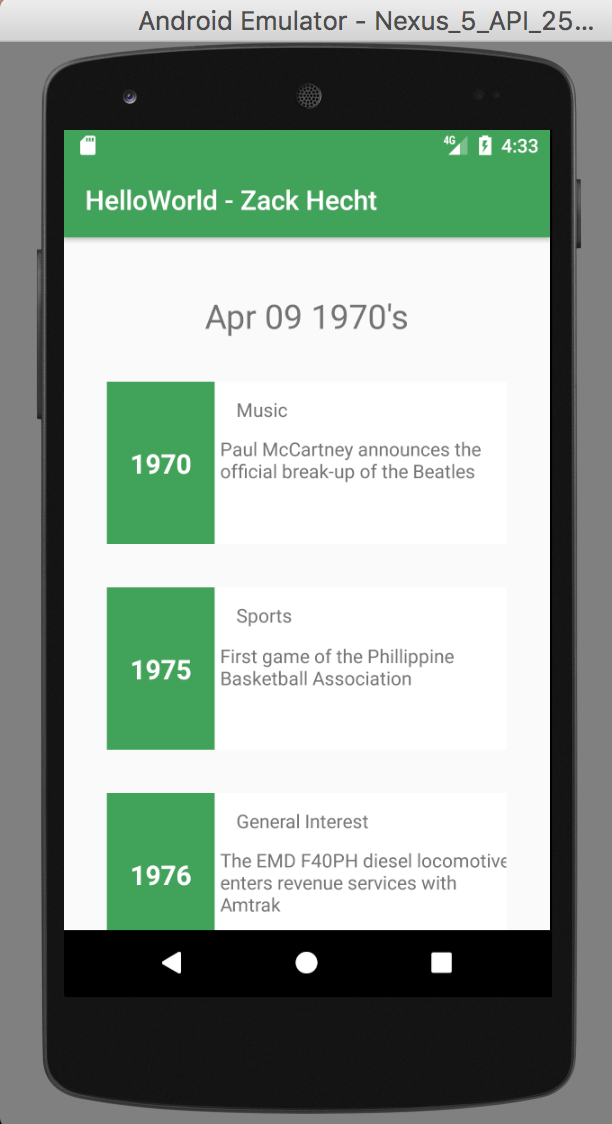 Android Emulator - Nexus_5_API_25...
4G 4:33
HelloWorld - Zack Hecht
Apr 09 1970's
Music
1970
Paul McCartney announces the
official break-up of the Beatles
Sports
1975
First game of the Phillippine
Basketball Association
General Interest
1976
The EMD F40PH diesel locomotive
enters revenue services with
Amtrak